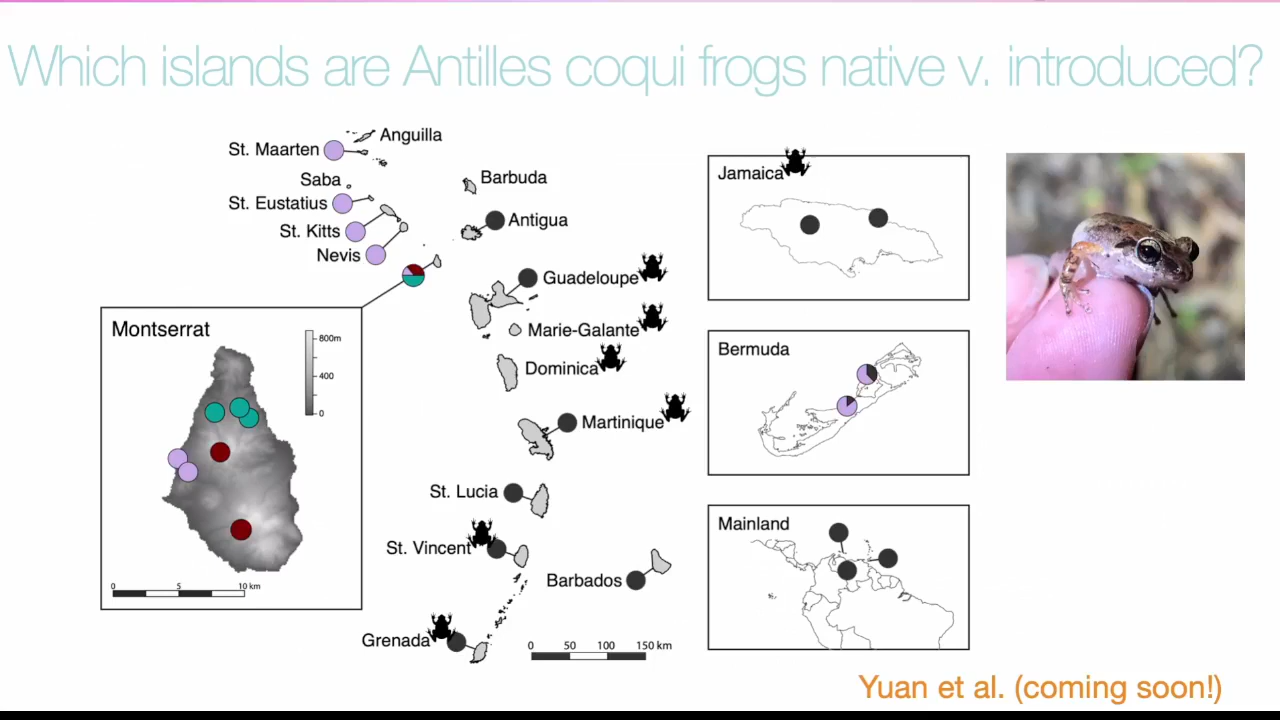 Which islands are Antilles coqui frogs native v. introduced?
Anguilla
St. Maarten
Saba
St. Eustatius
St. Kitts
Nevis
Barbuda
Antigua
Guadeloupe
Marie-Galante
Dominica
Martinique
St. Lucia
St. Vincent
Barbados
Grenada
0 50 100 150 km
Montserrat
800m
400
0
0 5 10 km
Jamaica
Bermuda
Mainland
Yuan et al. (coming soon!)